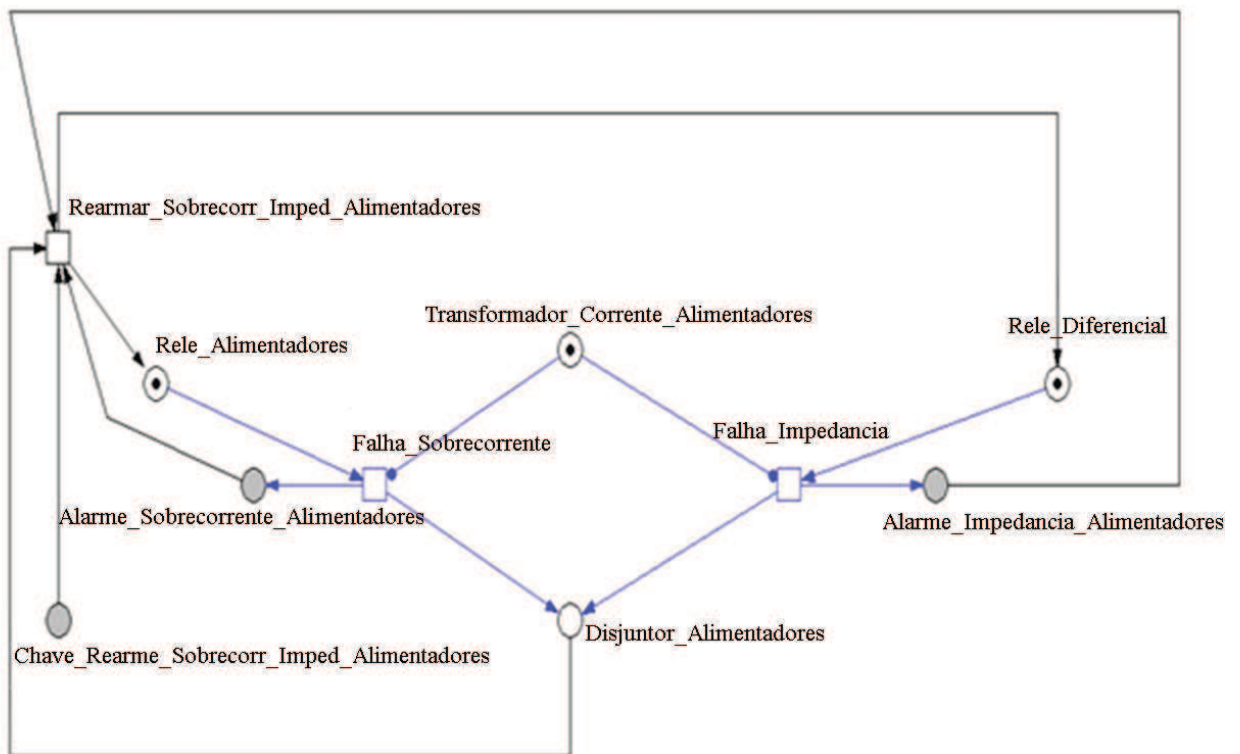 Rearmar_Sobrecorr_Imped_Alimentadores
Transformador_Corrente_Alimentadores
Rele_Diferencial
Rele_Alimentadores
Falha_Sobrecorrente
Falha_Impedancia
Alarme_Sobrecorrente_Alimentadores
Alarme_Impedancia_Alimentadores
Disjuntor_Alimentadores
Chave_Rearme_Sobrecorr_Imped_Alimentadores